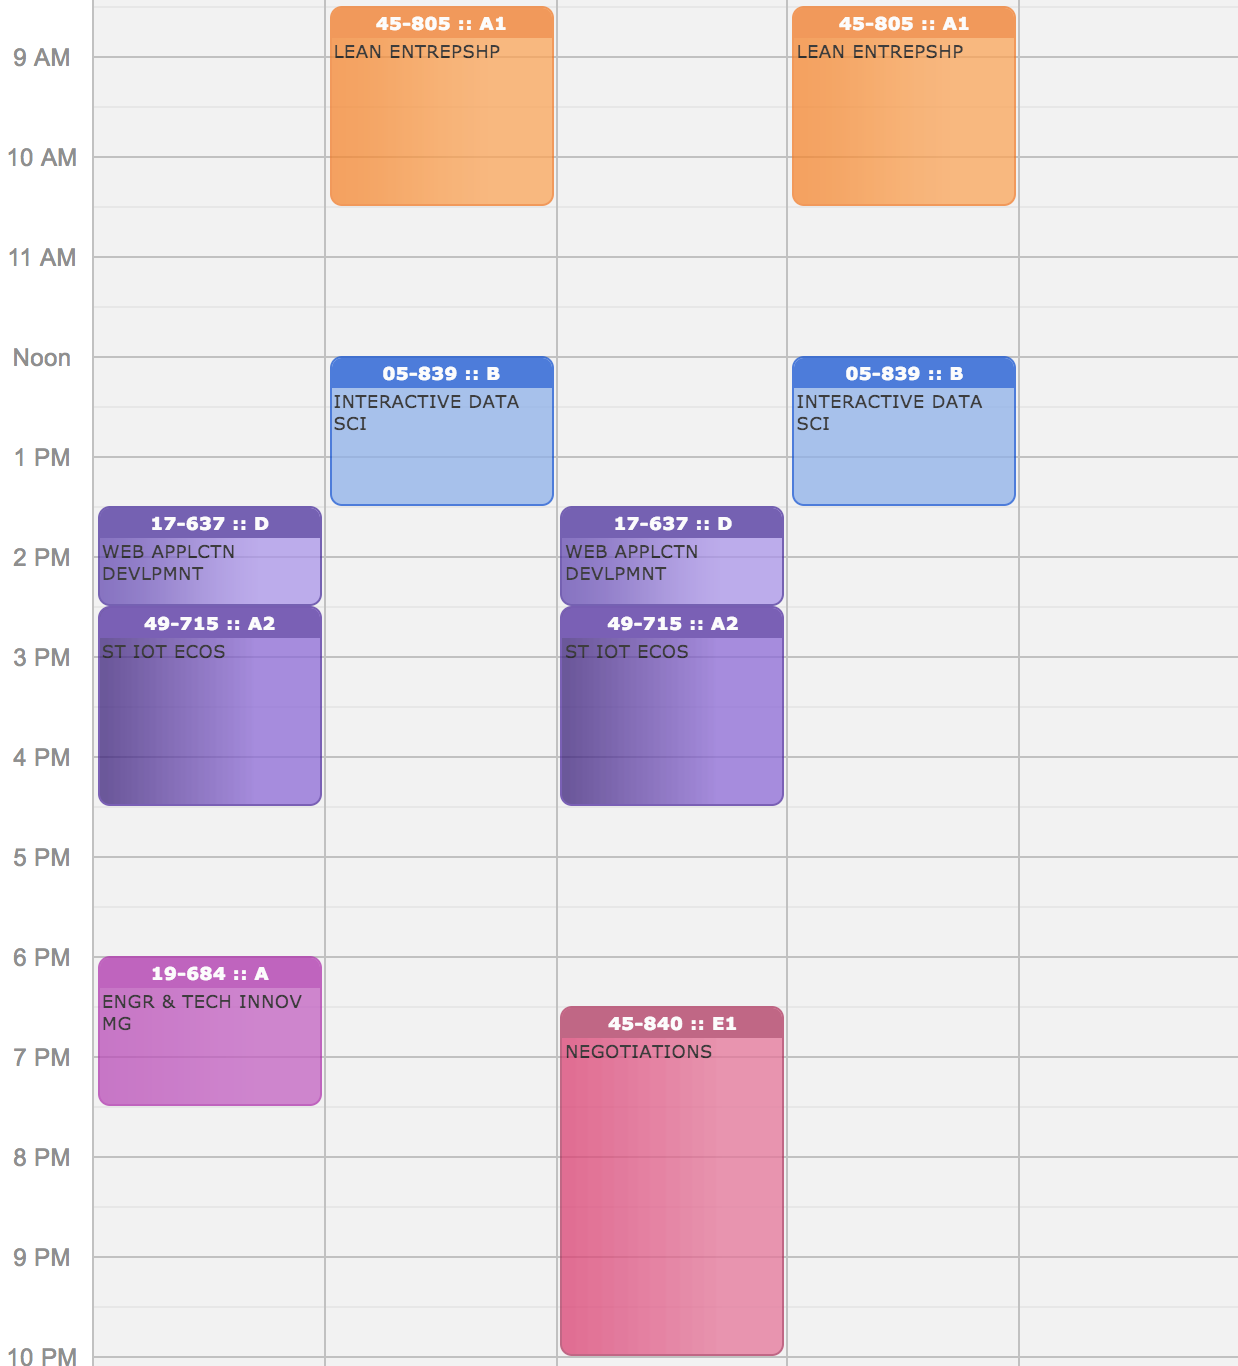 45-805 :: A1
LEAN ENTREPSHP
45-805 :: A1
LEAN ENTREPSHP
9 AM
10 AM
11 AM
Noon
05-839 :: B
INTERACTIVE DATA
SCI
05-839 :: B
INTERACTIVE DATA
SCI
1 PM
17-637 :: D
WEB APPLCTN
DEVLPMNT
17-637 :: D
WEB APPLCTN
DEVLPMNT
2 PM
49-715 :: A2
ST IOT ECOS
49-715 :: A2
ST IOT ECOS
3 PM
4 PM
5 PM
6 PM
19-684 :: A
ENGR & TECH INNOV
MG
45-840 :: E1
NEGOTIATIONS
7 PM
8 PM
9 PM
10 PM